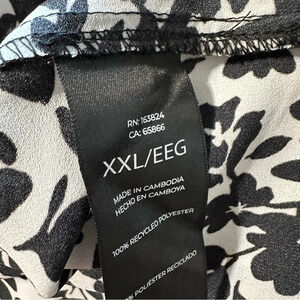 RN: 163824
CA: 65866
XXL/EEG
MADE IN CAMBODIA
HECHO EN CAMBOYA
100% RECYCLED POLYESTER
POLIESTER RECICLADO